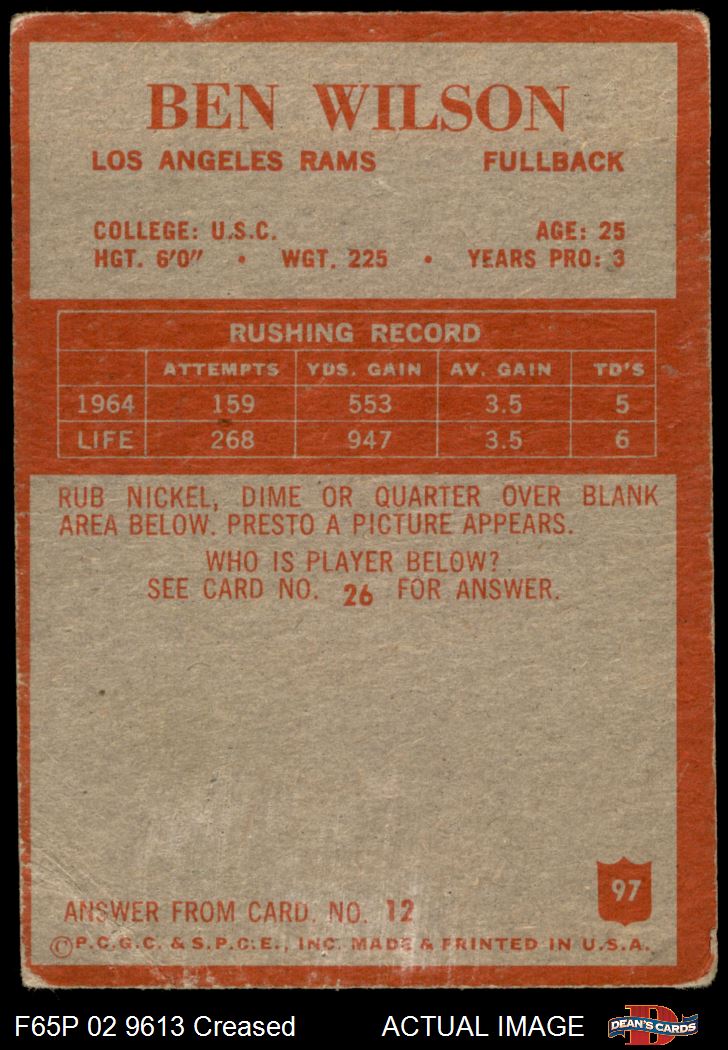 BEN WILSON
LOS ANGELES RAMS FULLBACK
COLLEGE: U.S.C. AGE: 25
HGT. 6'0" • WGT. 225 • YEARS PRO: 3
RUSHING RECORD
ATTEMPTS YDS. GAIN AV. GAIN TD'S
1964 159 553 3.5 5
LIFE 268 947 3.5 6
RUB NICKEL, DIME OR QUARTER OVER BLANK
AREA BELOW. PRESTO A PICTURE APPEARS.
WHO IS PLAYER BELOW?
SEE CARD NO. 26 FOR ANSWER.
97
ANSWER FROM CARD. NO. 12
©P.C.G.C. & S.P.C.E., INC. MADE & PRINTED IN U.S.A.
F65P 02 9613 Creased ACTUAL IMAGE
D
DEAN'S CARDS